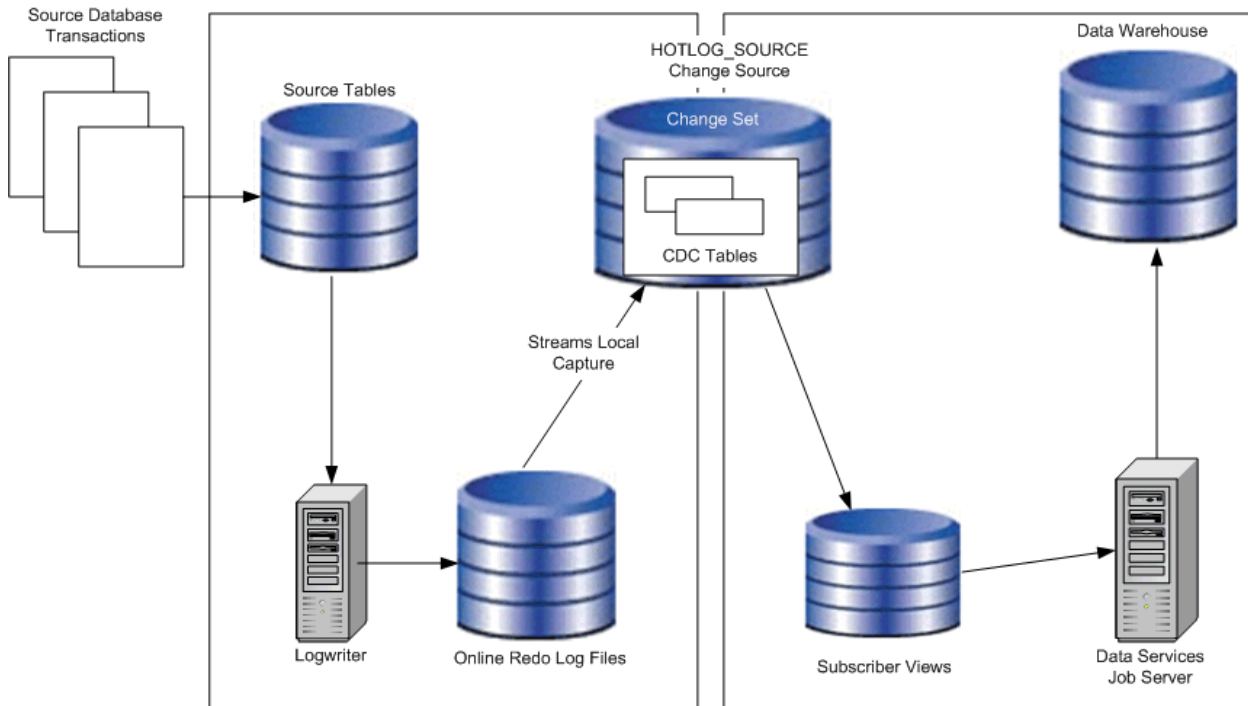 Source Database
Transactions
Source Tables
HOTLOG_SOURCE
Change Source
Change Set
CDC Tables
Data Warehouse
Streams Local
Capture
Logwriter
Online Redo Log Files
Subscriber Views
Data Services
Job Server